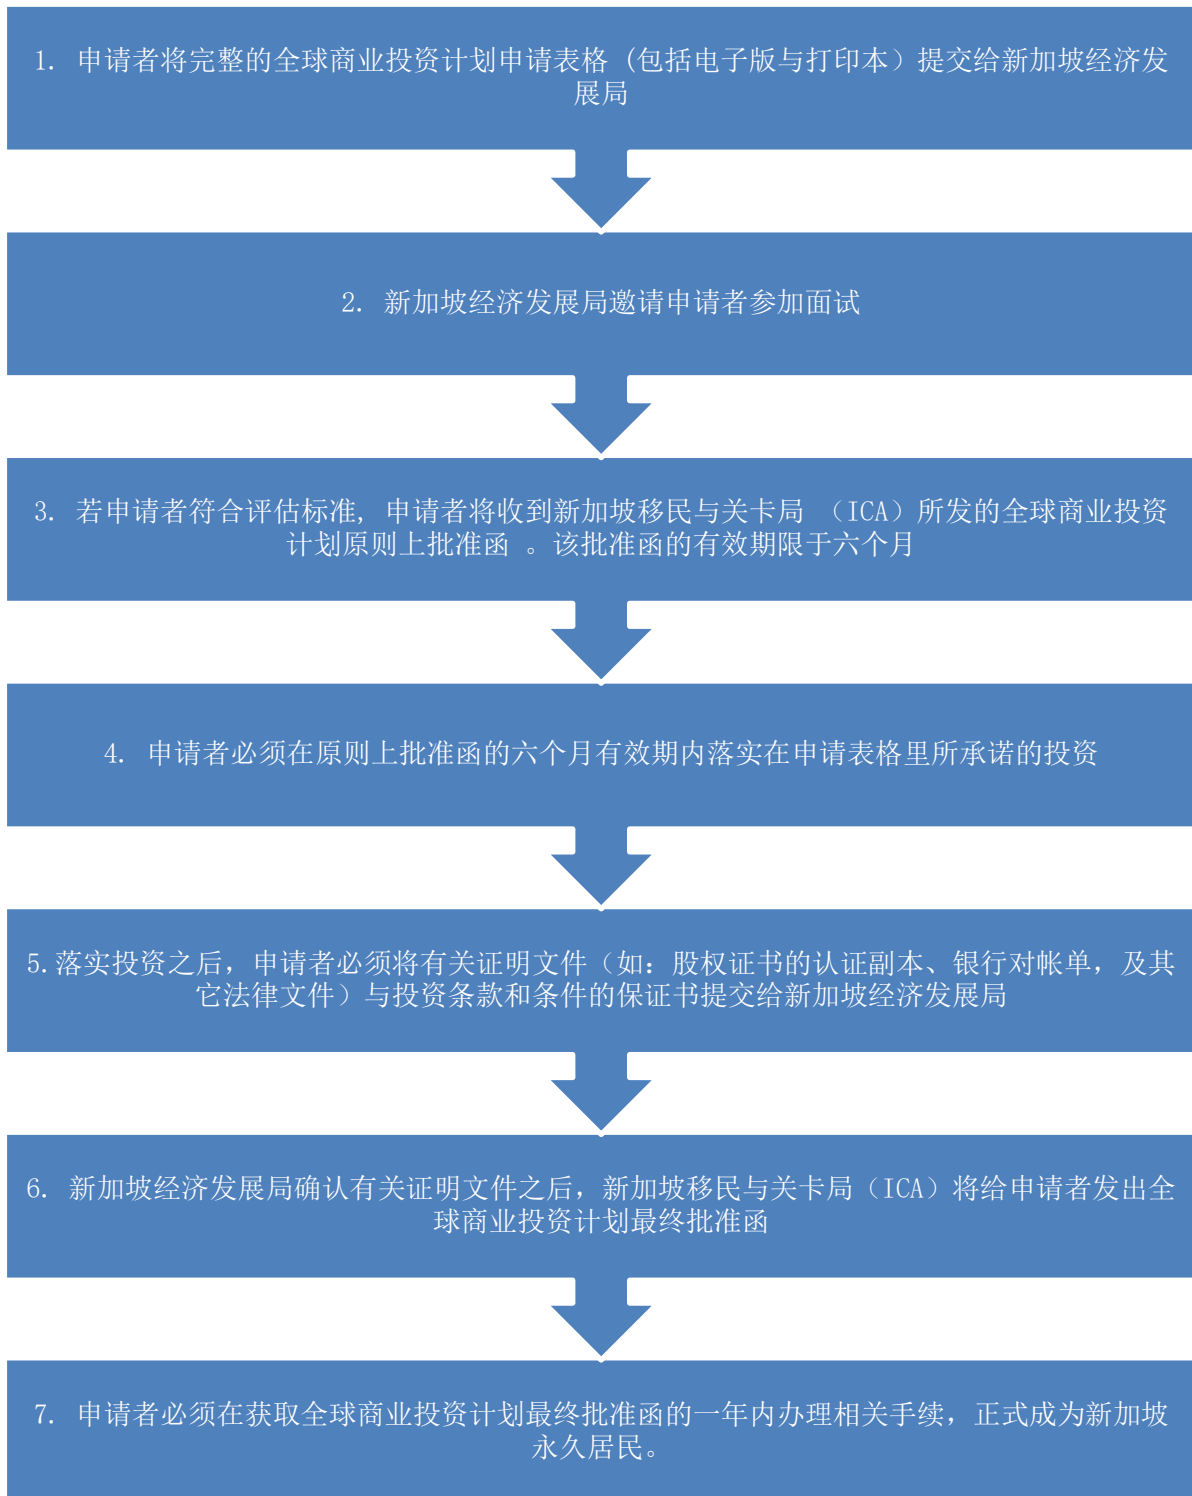 1. 申请者将完整的全球商业投资计划申请表格 (包括电子版与打印本）提交给新加坡经济发
展局
2. 新加坡经济发展局邀请申请者参加面试
3. 若申请者符合评估标准, 申请者将收到新加坡移民与关卡局 （ICA）所发的全球商业投资
计划原则上批准函 。该批准函的有效期限于六个月
4. 申请者必须在原则上批准函的六个月有效期内落实在申请表格里所承诺的投资
5.落实投资之后，申请者必须将有关证明文件（如：股权证书的认证副本、银行对帐单，及其
它法律文件）与投资条款和条件的保证书提交给新加坡经济发展局
6. 新加坡经济发展局确认有关证明文件之后，新加坡移民与关卡局（ICA）将给申请者发出全
球商业投资计划最终批准函
7. 申请者必须在获取全球商业投资计划最终批准函的一年内办理相关手续，正式成为新加坡
永久居民。